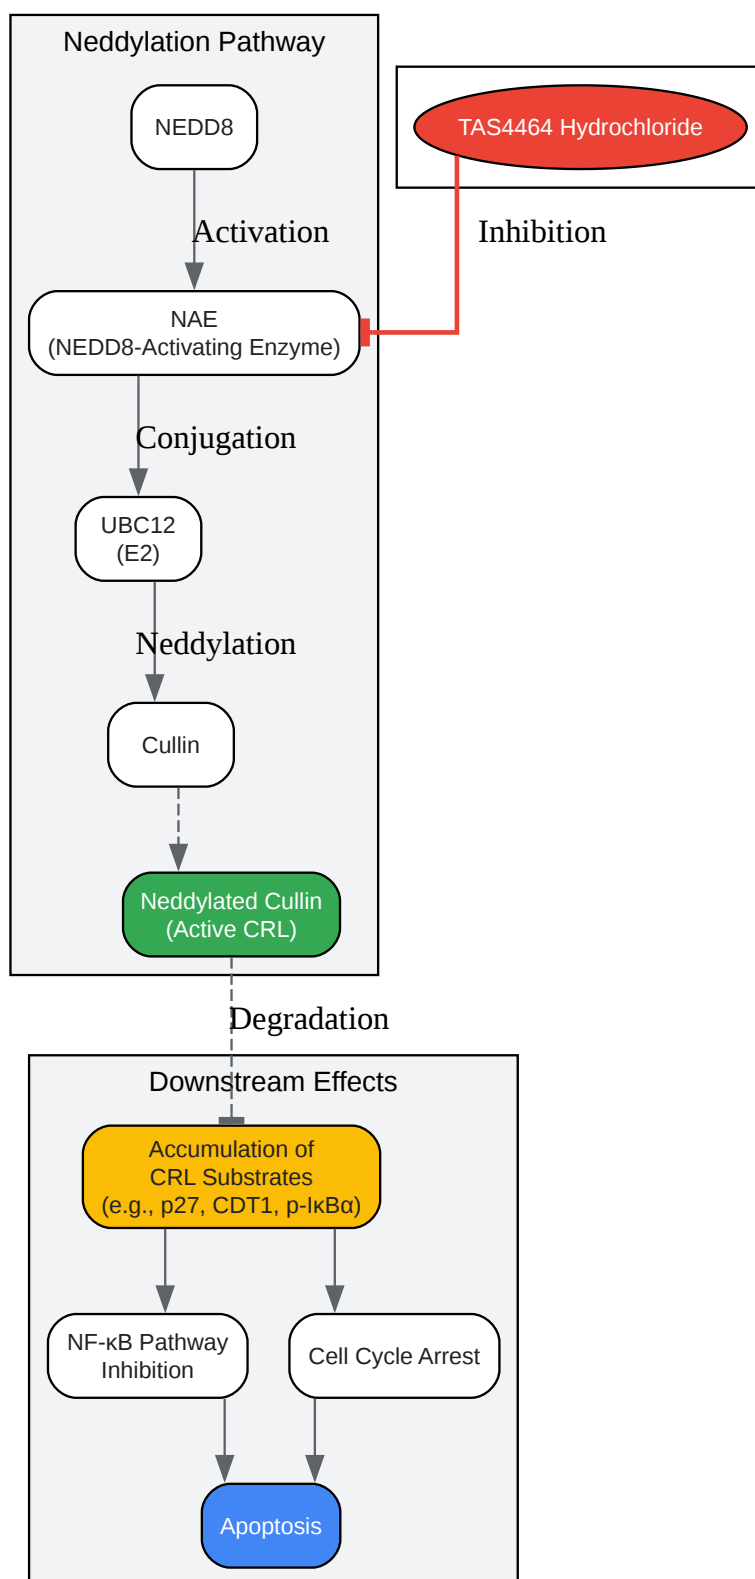 Neddylation Pathway
NEDD8
TAS4464 Hydrochloride
Activation
Inhibition
NAE
(NEDD8-Activating Enzyme)
Conjugation
UBC12
(E2)
Neddylation
Cullin
Neddylated Cullin
(Active CRL)
Degradation
Downstream Effects
Accumulation of
CRL Substrates
(e.g., p27, CDT1, p-IκBα)
NF-κB Pathway
Inhibition
Cell Cycle Arrest
Apoptosis